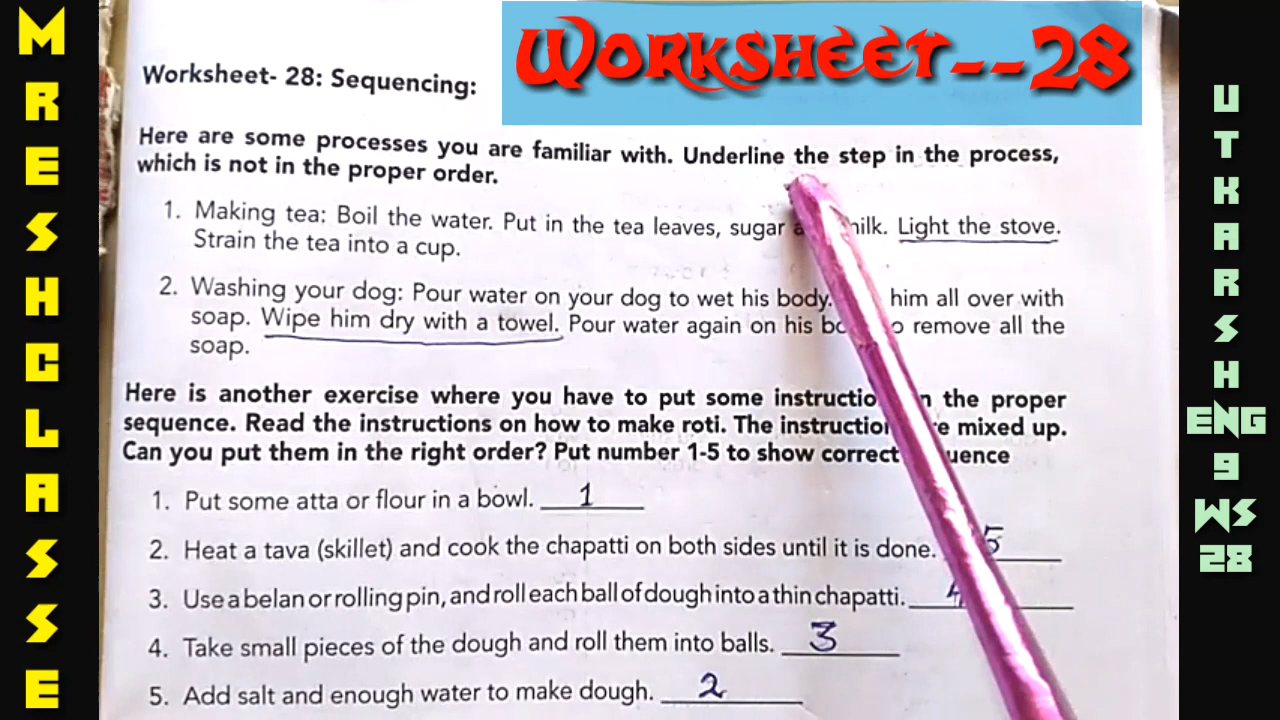 MRESHCLASSE
WORKSHEET--28
Worksheet- 28: Sequencing:
Here are some processes you are familiar with. Underline the step in the process,
which is not in the proper order.
1. Making tea: Boil the water. Put in the tea leaves, sugar milk. Light the stove.
Strain the tea into a cup.
2. Washing your dog: Pour water on your dog to wet his body. him all over with
soap. Wipe him dry with a towel. Pour water again on his remove all the
soap.
Here is another exercise where you have to put some the proper
sequence. Read the instructions on how to make roti. The mixed up.
Can you put them in the right order? Put number 1-5 to show correct
1. Put some atta or flour in a bowl. 1
2. Heat a tava (skillet) and cook the chapatti on both sides until it is done. 5
3. Use a belan or rolling pin, and roll each ball of dough into a thin chapatti. 4
4. Take small pieces of the dough and roll them into balls. 3
5. Add salt and enough water to make dough. 2
UTKARSH
ENG
9
WS
28